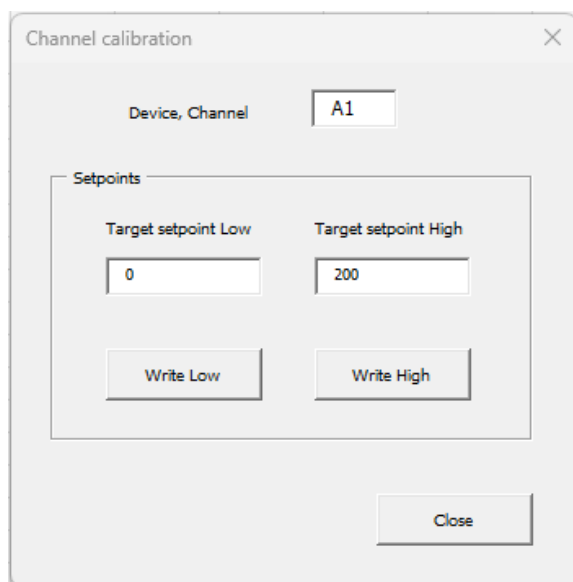 Channel calibration
Device, Channel A1
Setpoints
Target setpoint Low Target setpoint High
0 200
Write Low Write High
Close